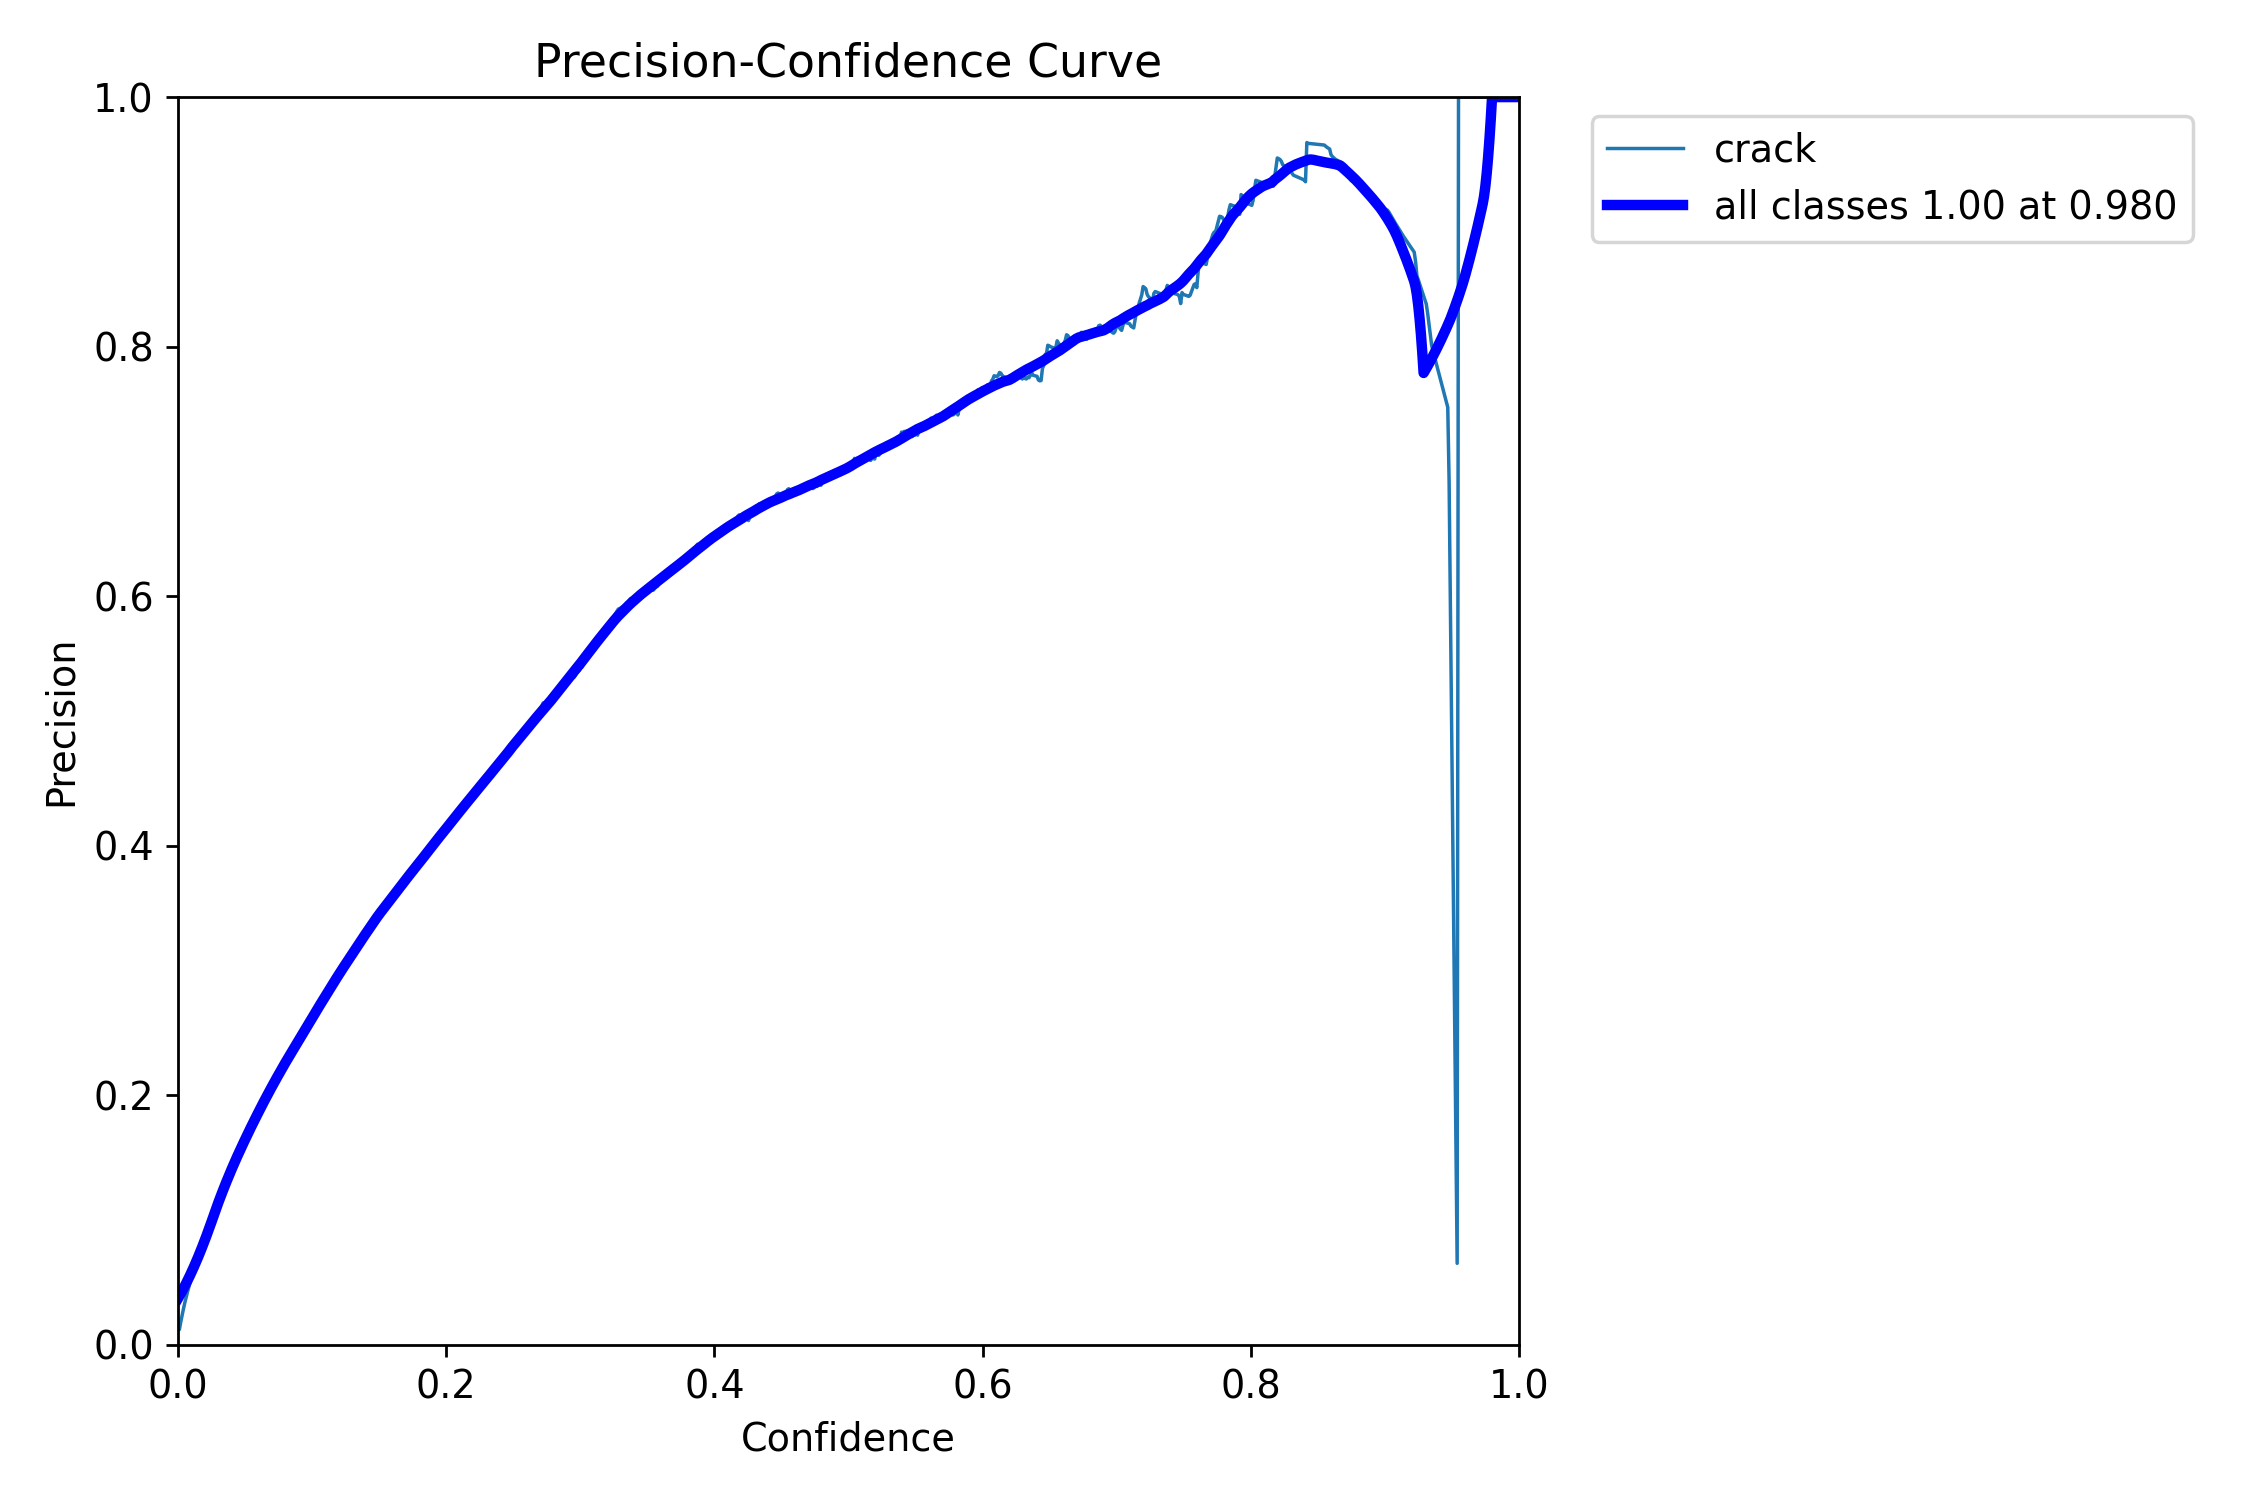 Precision-Confidence Curve
crack
all classes 1.00 at 0.980
Precision
1.0
0.8
0.6
0.4
0.2
0.0
0.0 0.2 0.4 0.6 0.8 1.0
Confidence